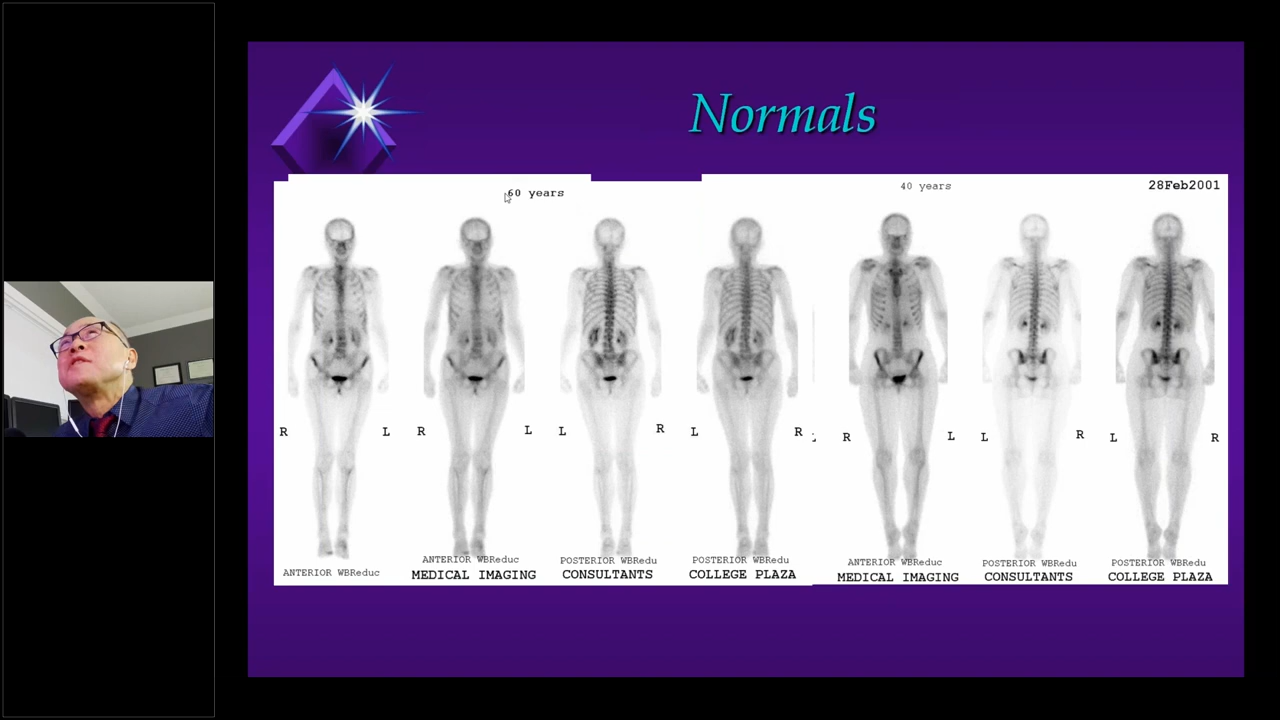 Normals
60 years
40 years
28Feb2001
R L R L L R L R L R L L R L R
ANTERIOR WBReduc
ANTERIOR WBReduc
POSTERIOR WBRedu
POSTERIOR WBRedu
MEDICAL IMAGING CONSULTANTS COLLEGE PLAZA
ANTERIOR WBReduc
POSTERIOR WBRedu
POSTERIOR WBRedu
MEDICAL IMAGING CONSULTANTS COLLEGE PLAZA